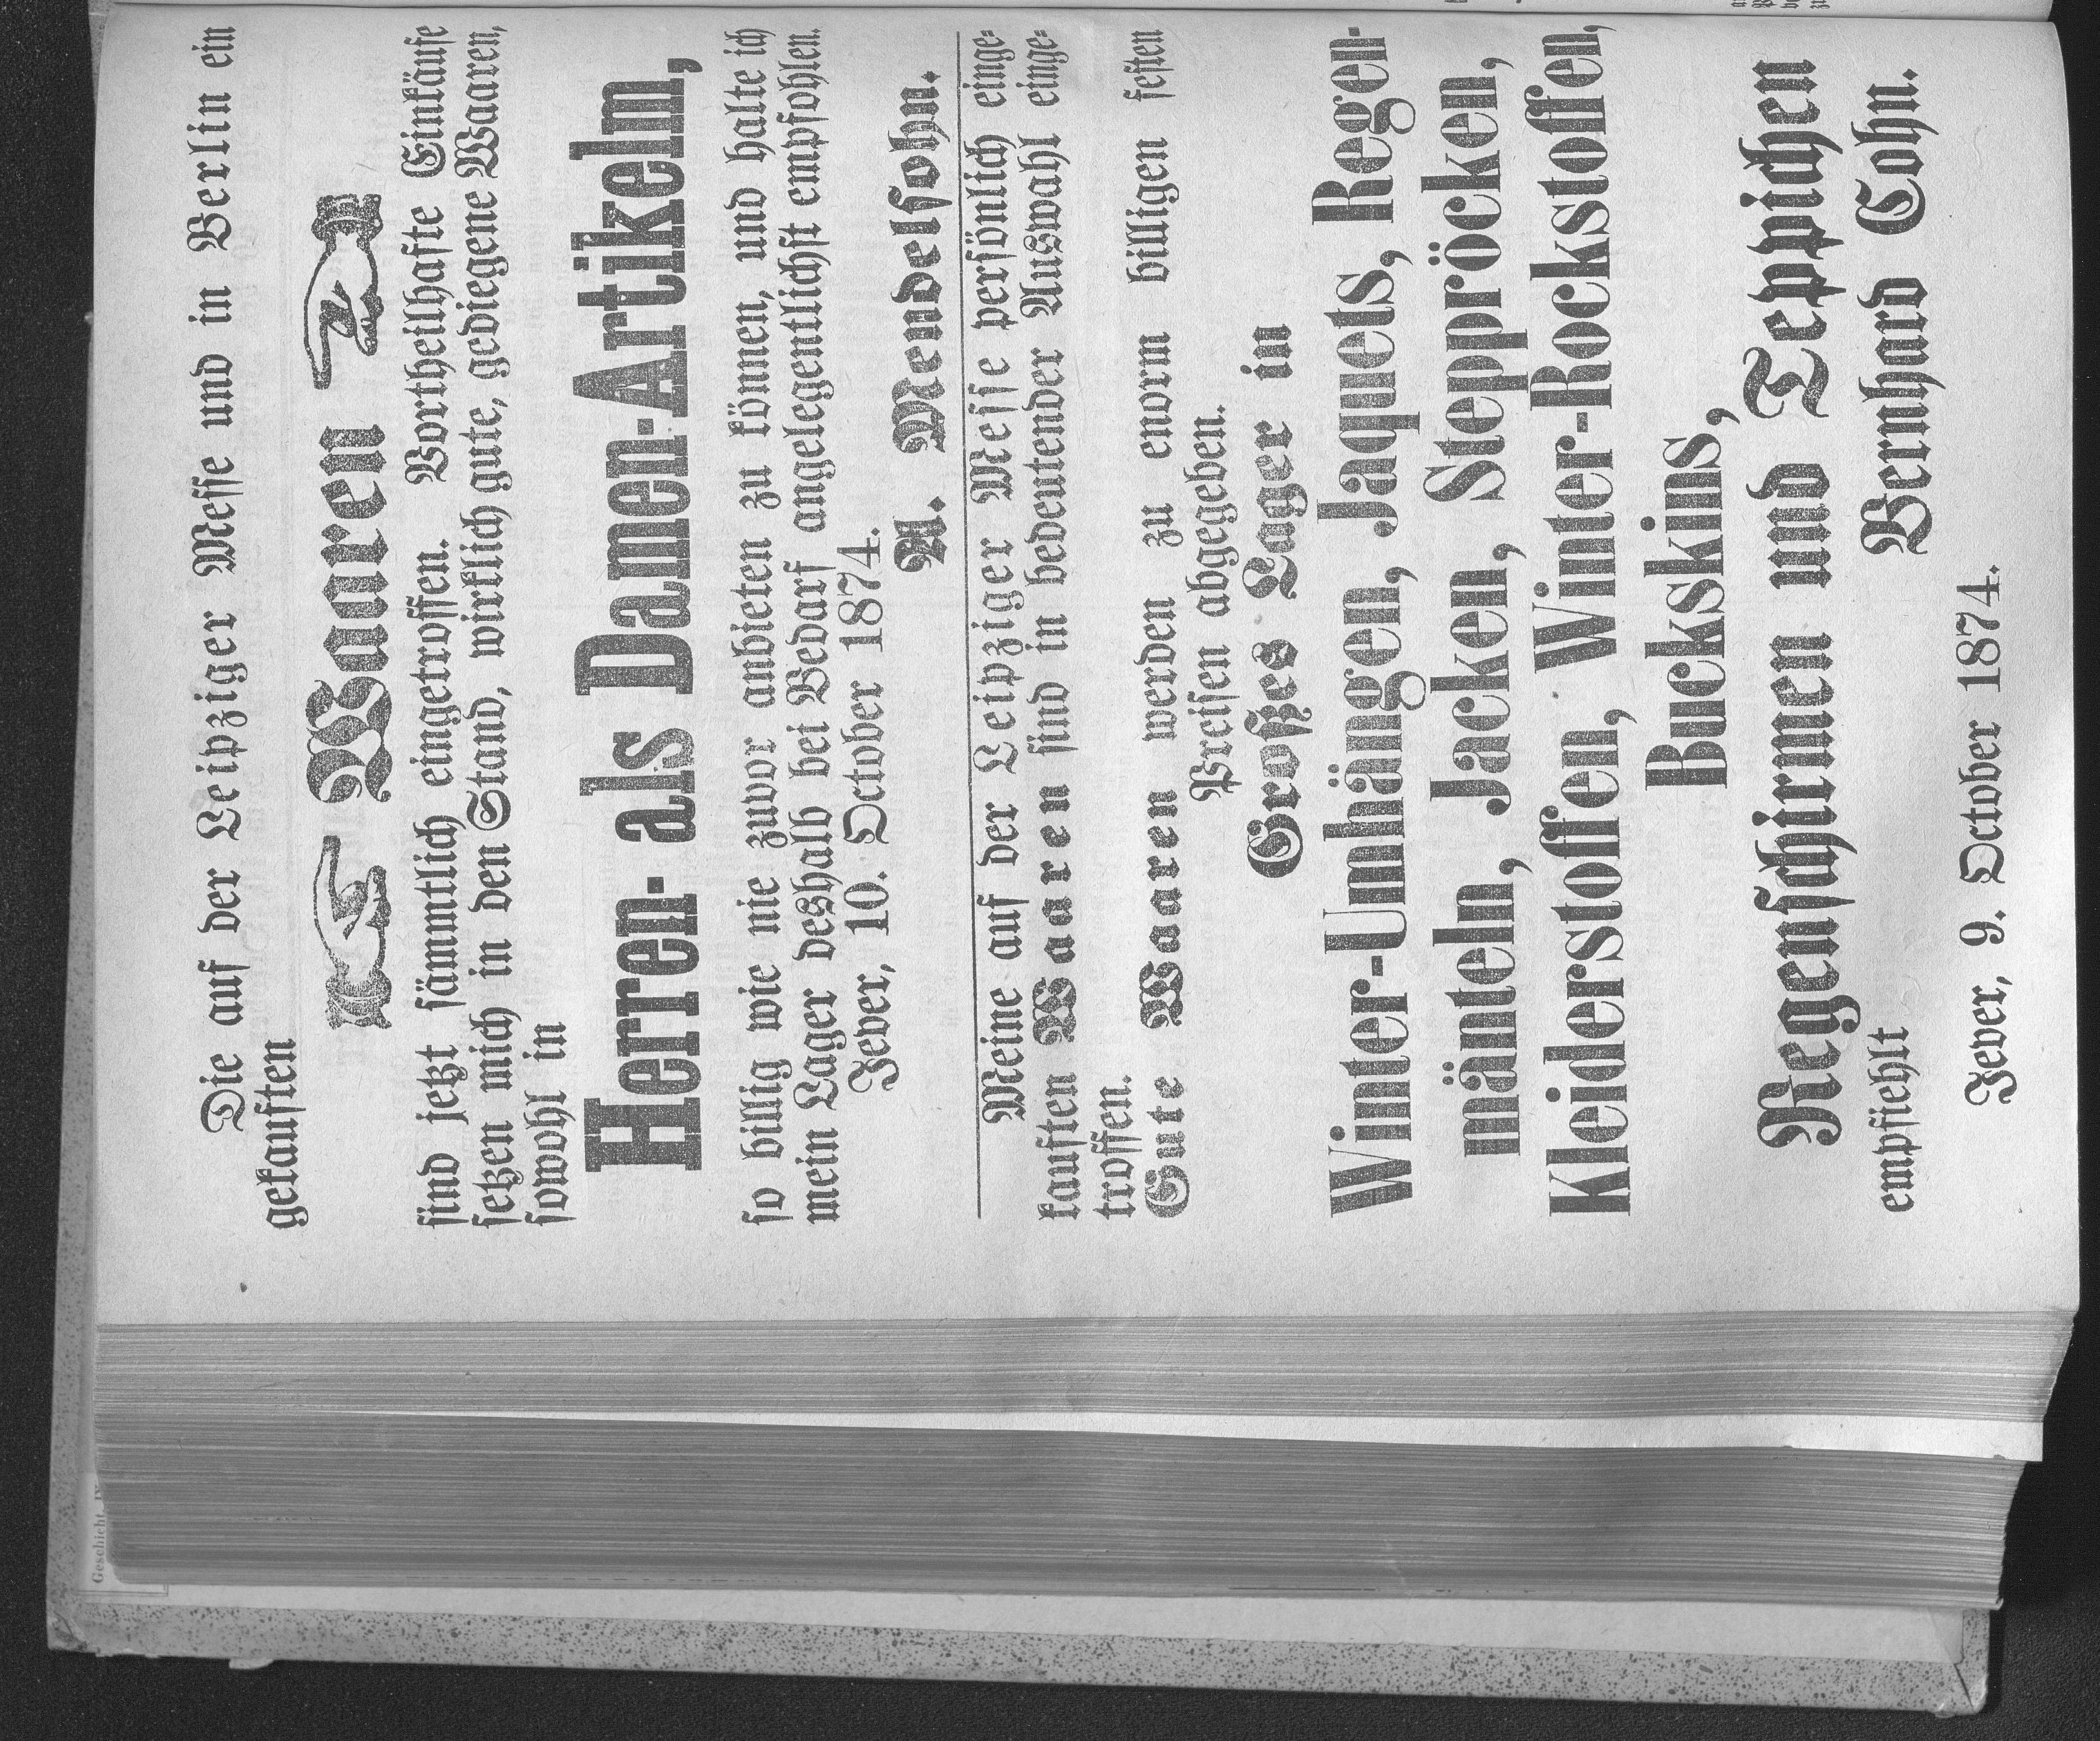 Die auf der Leipziger Messe und in Berlin ein
gekauften
Waaren
sind jetzt sämmtlich eingetroffen. Vortheilhafte Einkäufe
setzen mich in den Stand, wirklich gute, gediegene Waaren,
sowohl in
Herren- als Damen-Artikeln,
so billig wie nie zuvor anbieten zu können, und halte ich
mein Lager deshalb bei Bedarf angelegentlichst empfohlen.
Jever, 10. October 1874.
A. Mendelsohn.
Meine auf der Leipziger Messe persönlich einge-
kauften Waaren sind in bedeutender Auswahl einge-
troffen.
Gute Waaren werden zu enorm billigen festen
Preisen abgegeben.
Großes Lager in
Winter-Umhängen, Jaquets, Regen-
mänteln, Jacken, Steppröcken,
Kleiderstoffen, Winter-Rockstoffen,
Buckskins,
Regenschirmen und Teppichen
empfiehlt Bernhard Cohn.
Jever, 9. October 1874.
Geschicht.